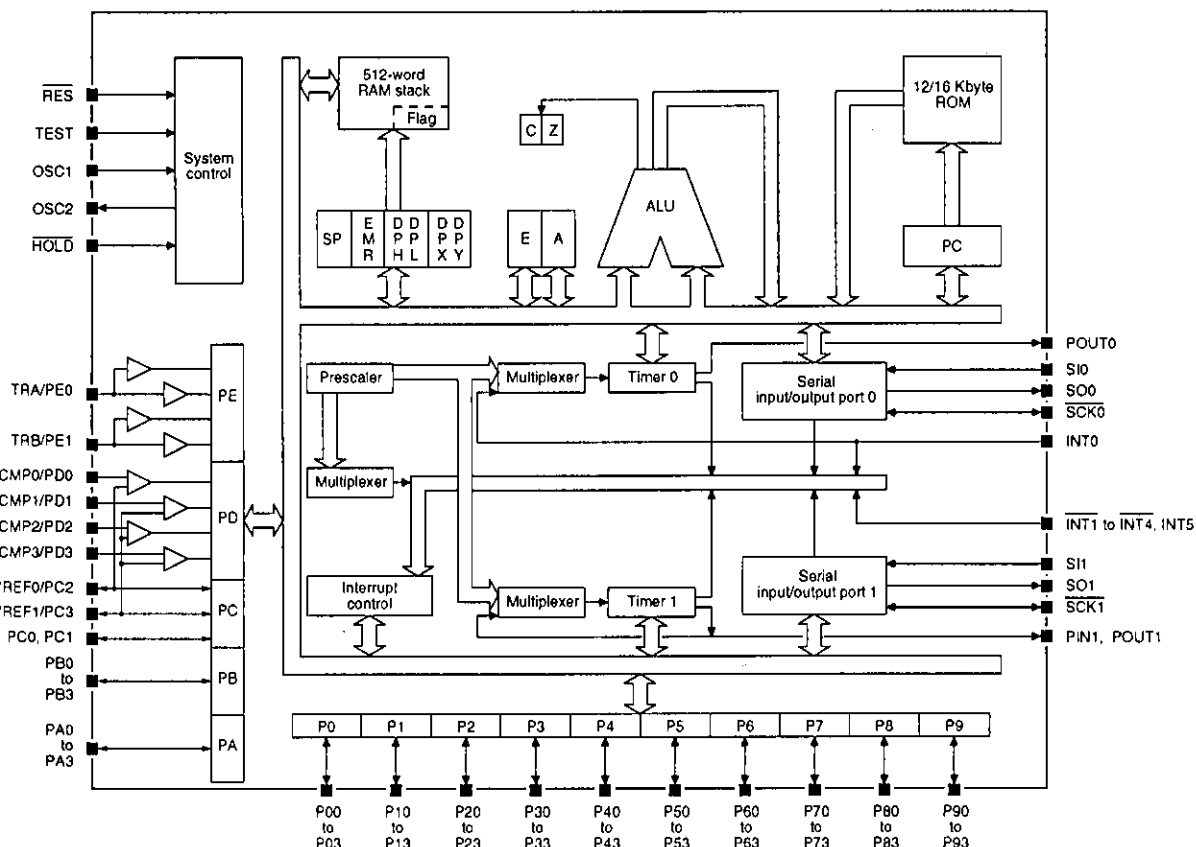 RES
TEST
OSC1
OSC2
HOLD
System
control
512-word
RAM stack
Flag
C Z
12/16 Kbyte
ROM
SP
EMR
DPH
DPL
DPX
DPY
E A
ALU
PC
TRA/PE0
TRB/PE1
CMP0/PD0
CMP1/PD1
CMP2/PD2
CMP3/PD3
REF0/PC2
REF1/PC3
PC0, PC1
PB0
to
PB3
PA0
to
PA3
PE
PD
PC
PB
PA
Prescaler
Multiplexer
Timer 0
Serial
input/output port 0
Multiplexer
Interrupt
control
Multiplexer
Timer 1
Serial
input/output port 1
POUT0
SI0
SO0
SCK0
INT0
INT1 to INT4, INT5
SI1
SO1
SCK1
PIN1, POUT1
P0 P1 P2 P3 P4 P5 P6 P7 P8 P9
P00 P10 P20 P30 P40 P50 P60 P70 P80 P90
to to to to to to to to to to
P03 P13 P23 P33 P43 P53 P63 P73 P83 P93